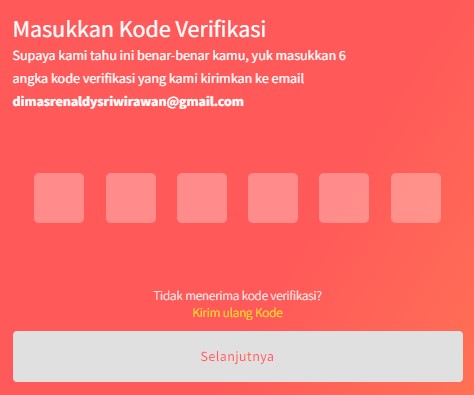 Masukkan Kode Verifikasi
Supaya kami tahu ini benar-benar kamu, yuk masukkan 6
angka kode verifikasi yang kami kirimkan ke email
dimasrenaldysriwirawan@gmail.com
Tidak menerima kode verifikasi?
Kirim ulang Kode
Selanjutnya